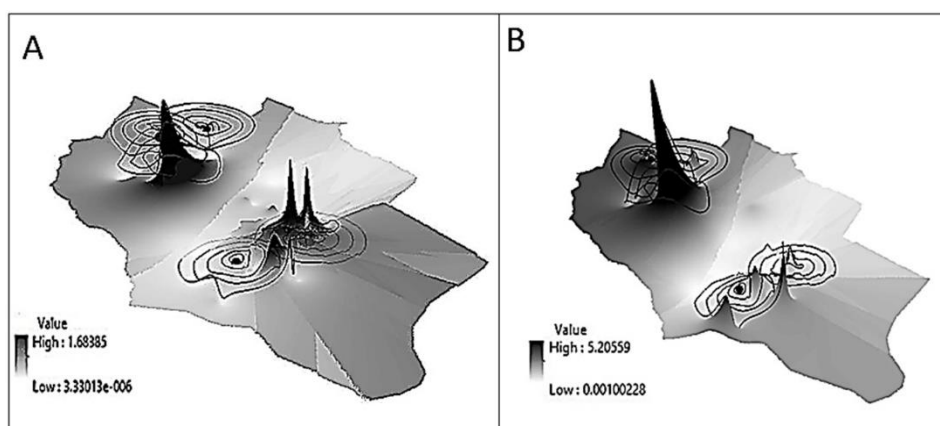 A
B
Value
High : 1.68385
Low : 3.33013e-006
Value
High : 5.20559
Low : 0.00100228